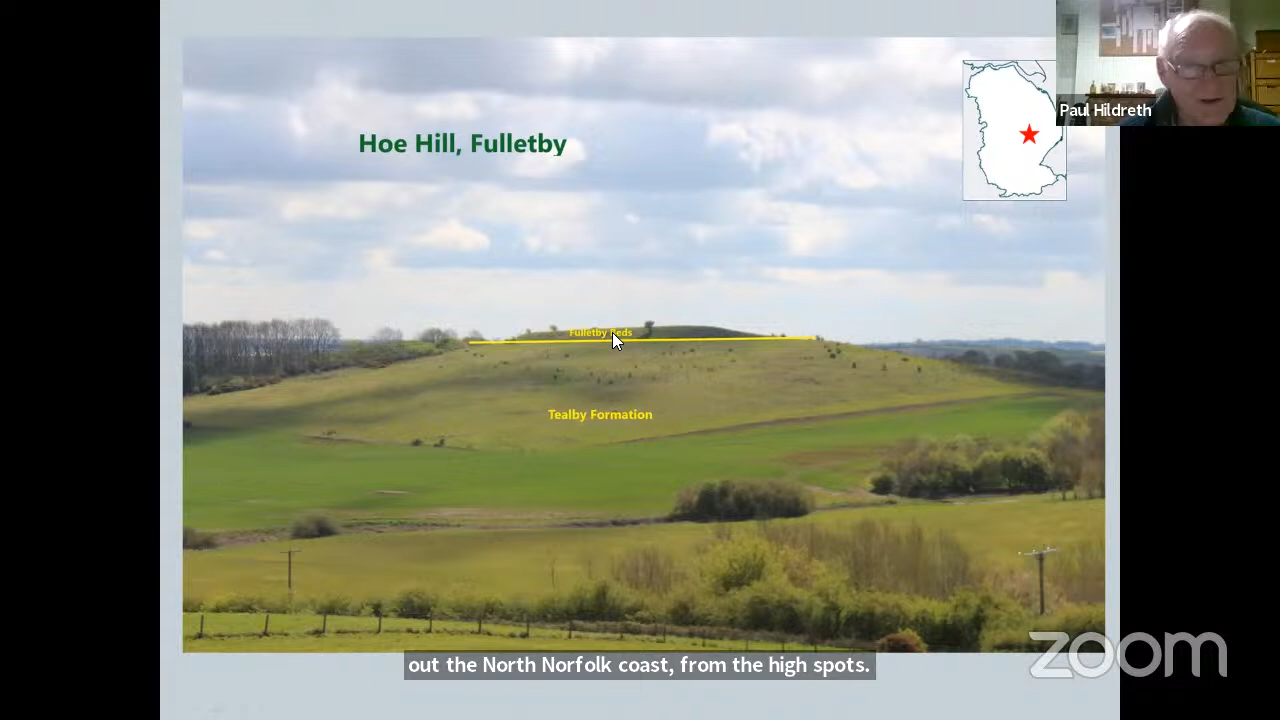 Paul Hildreth
Hoe Hill, Fulletby
Fulletby Beds
Tealby Formation
out the North Norfolk coast, from the high spots.
zoom